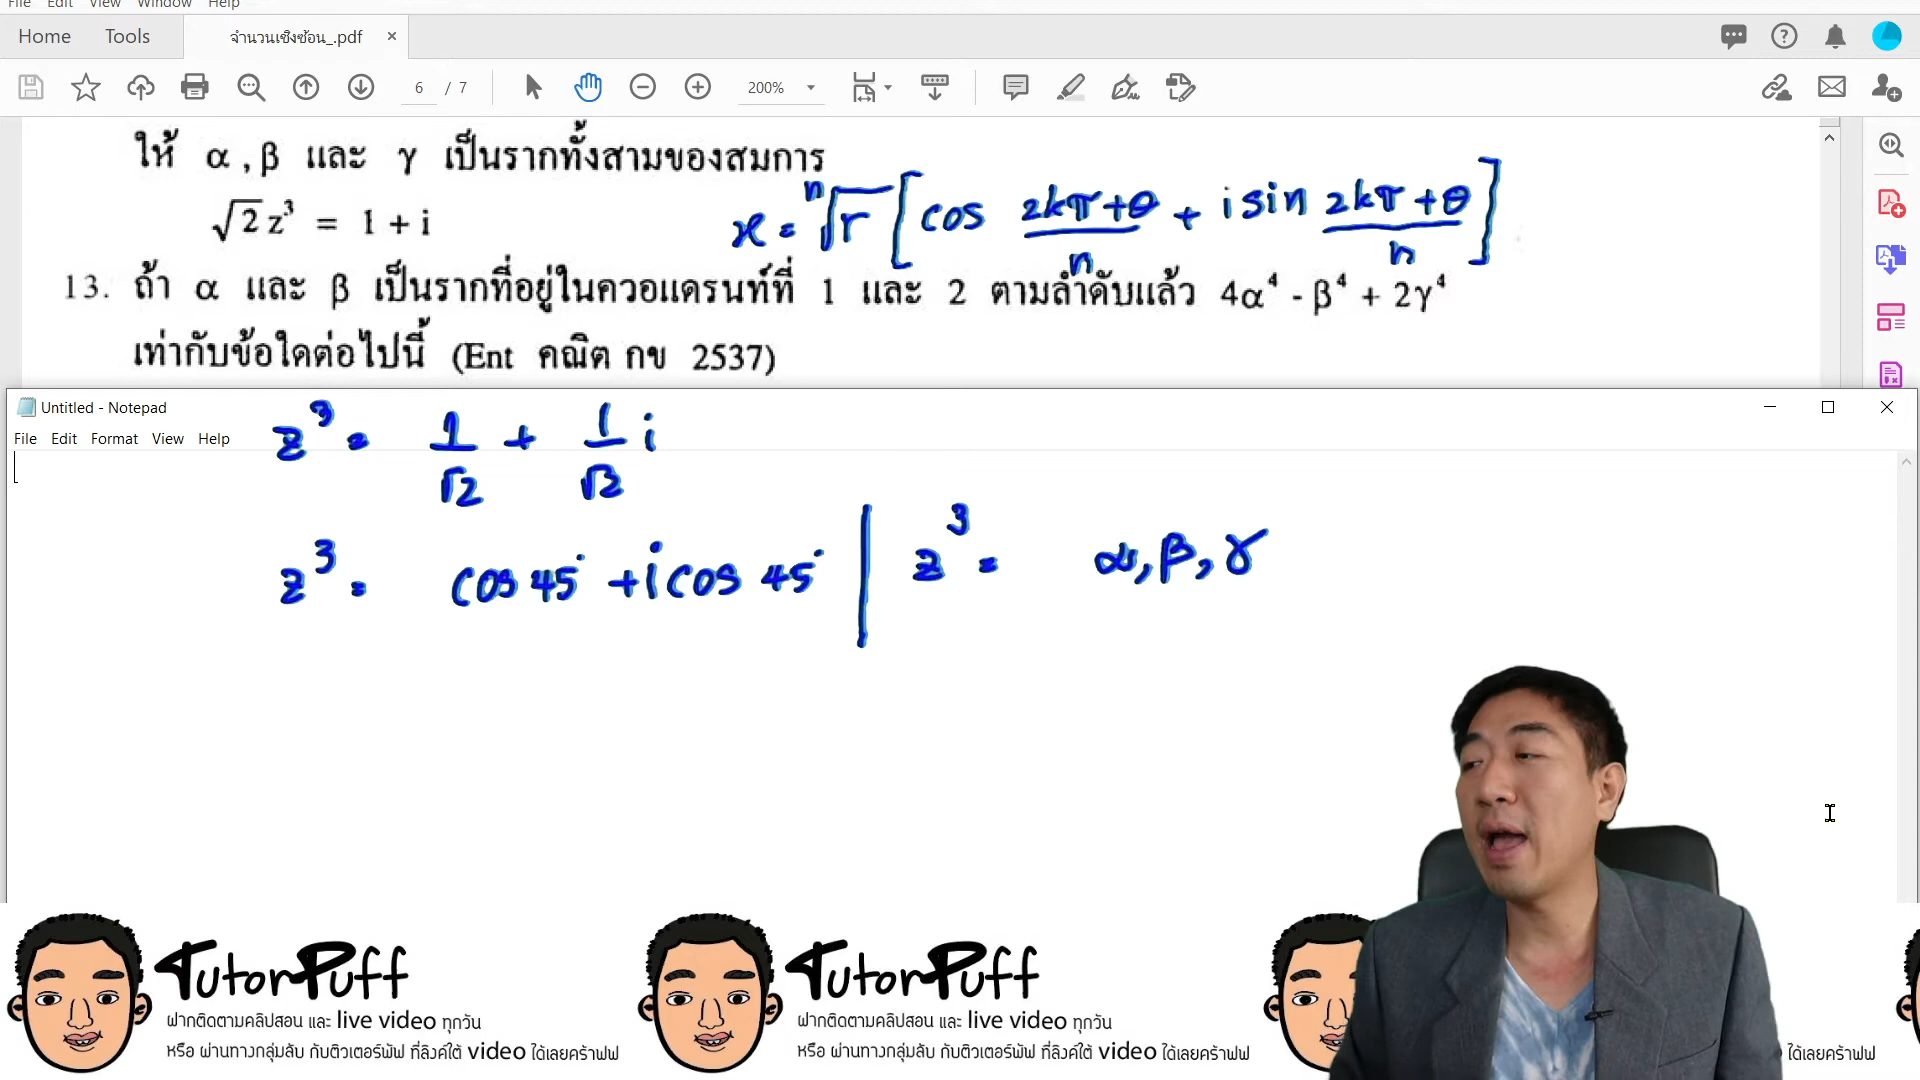 File Edit View Window Help
Home Tools จำนวนเชิงซ้อน_.pdf ×
6 / 7 200%
ให้ α , β และ γ เป็นรากทั้งสามของสมการ
√2 z³ = 1 + i
x = ⁿ√r [ cos (2kπ+θ)/n + i sin (2kπ+θ)/n ]
13. ถ้า α และ β เป็นรากที่อยู่ในควอแดรนท์ที่ 1 และ 2 ตามลำดับแล้ว 4α⁴ - β⁴ + 2γ⁴
เท่ากับข้อใดต่อไปนี้ (Ent คณิต กข 2537)
Untitled - Notepad
File Edit Format View Help
z³ = 1/√2 + 1/√2 i
z³ = cos 45° + i cos 45° | z³ = α, β, γ
TutorPuff
ฝากติดตามคลิปสอน และ live video ทุกวัน
หรือ ผ่านทางกลุ่มลับ กับติวเตอร์พัฟ ที่ลิงค์ใต้ video ได้เลยคร้าฟฟ
TutorPuff
ฝากติดตามคลิปสอน และ live video ทุกวัน
หรือ ผ่านทางกลุ่มลับ กับติวเตอร์พัฟ ที่ลิงค์ใต้ video ได้เลยคร้าฟฟ
ได้เลยคร้าฟฟ